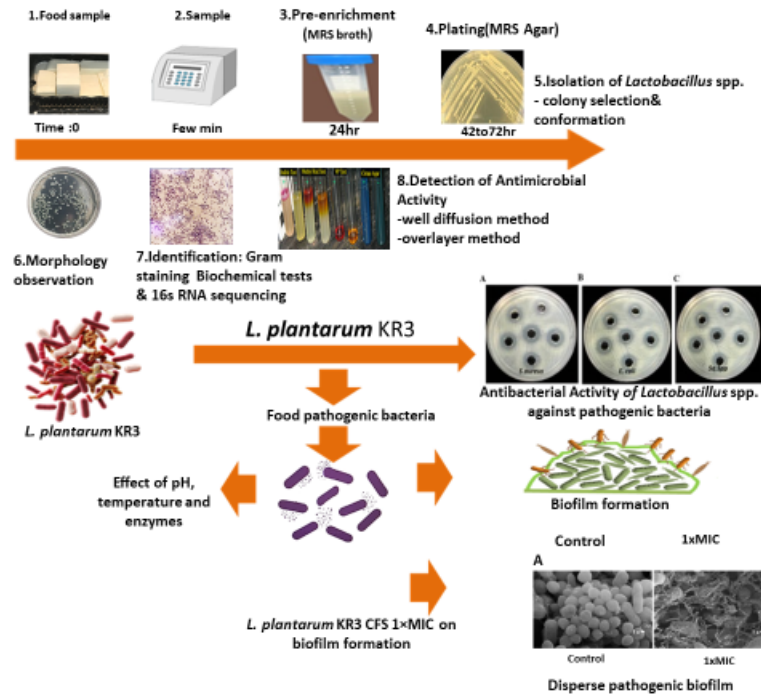 1.Food sample
2.Sample
3.Pre-enrichment
(MRS broth)
4.Plating(MRS Agar)
5.Isolation of Lactobacillus spp.
- colony selection&
conformation
Time :0
Few min
24hr
42to72hr
8.Detection of Antimicrobial
Activity
-well diffusion method
-overlayer method
6.Morphology
observation
7.Identification: Gram
staining Biochemical tests
& 16s RNA sequencing
L. plantarum KR3
A
B
C
E.coli
L. plantarum KR3
Antibacterial Activity of Lactobacillus spp.
against pathogenic bacteria
Food pathogenic bacteria
Effect of pH,
temperature and
enzymes
Biofilm formation
Control
1xMIC
A
L. plantarum KR3 CFS 1×MIC on
biofilm formation
Control
1xMIC
Disperse pathogenic biofilm